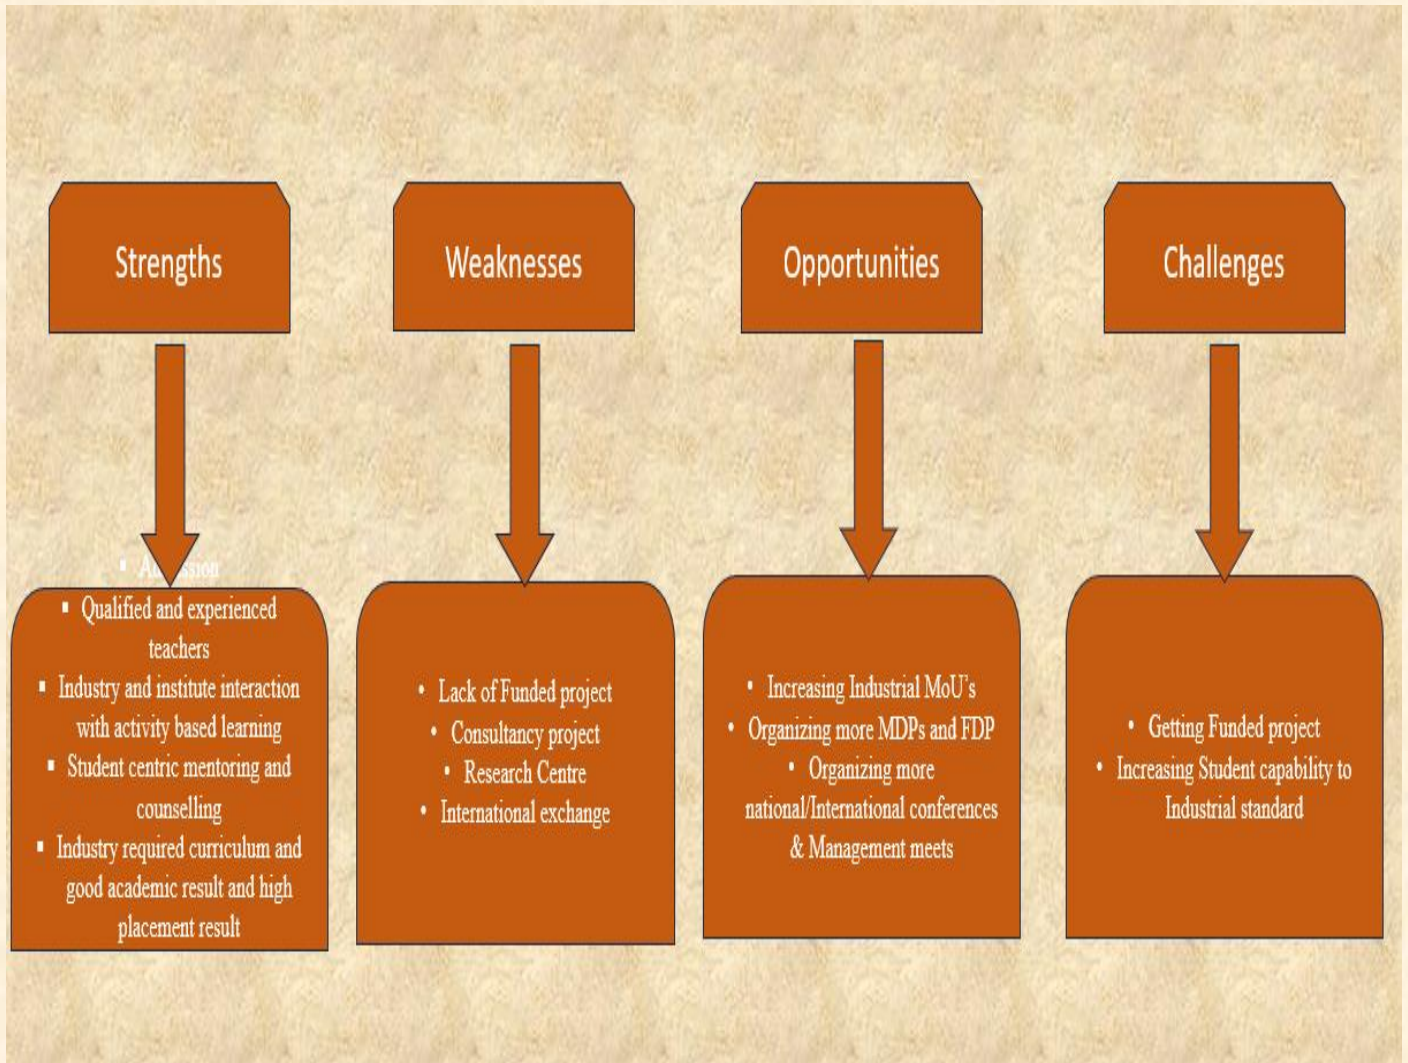 Strengths
Weaknesses
Opportunities
Challenges
▪ Admission
▪ Qualified and experienced
teachers
▪ Industry and institute interaction
with activity based learning
▪ Student centric mentoring and
counselling
▪ Industry required curriculum and
good academic result and high
placement result
• Lack of Funded project
• Consultancy project
• Research Centre
• International exchange
• Increasing Industrial MoU's
• Organizing more MDPs and FDP
• Organizing more
national/International conferences
& Management meets
• Getting Funded project
• Increasing Student capability to
Industrial standard